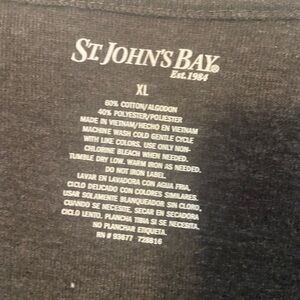 ST. JOHN'S BAY®
Est. 1984
XL
60% COTTON/ALGODON
40% POLYESTER/POLIESTER
MADE IN VIETNAM/HECHO EN VIETNAM
MACHINE WASH COLD GENTLE CYCLE
WITH LIKE COLORS. USE ONLY NON-
CHLORINE BLEACH WHEN NEEDED.
TUMBLE DRY LOW. WARM IRON AS NEEDED.
DO NOT IRON LABEL.
LAVAR EN LAVADORA CON AGUA FRIA.
CICLO DELICADO CON COLORES SIMILARES.
USAR SOLAMENTE BLANQUEADOR SIN CLORO,
CUANDO SE NECESITE. SECAR EN SECADORA
CICLO LENTO. PLANCHA TIBIA SI SE NECESITA.
NO PLANCHAR ETIQUETA.
RN # 93677 728816